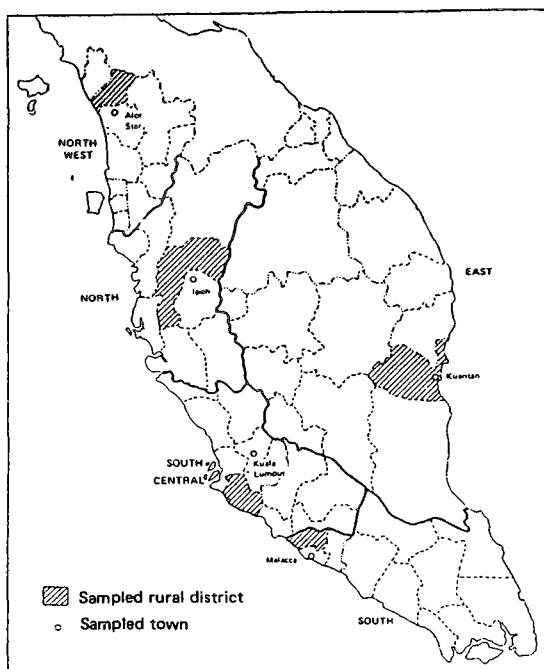 Alor
Star
NORTH
WEST
EAST
Ipoh
NORTH
Kuantan
SOUTH
CENTRAL
Kuala
Lumpur
Malacca
SOUTH
Sampled rural district
Sampled town